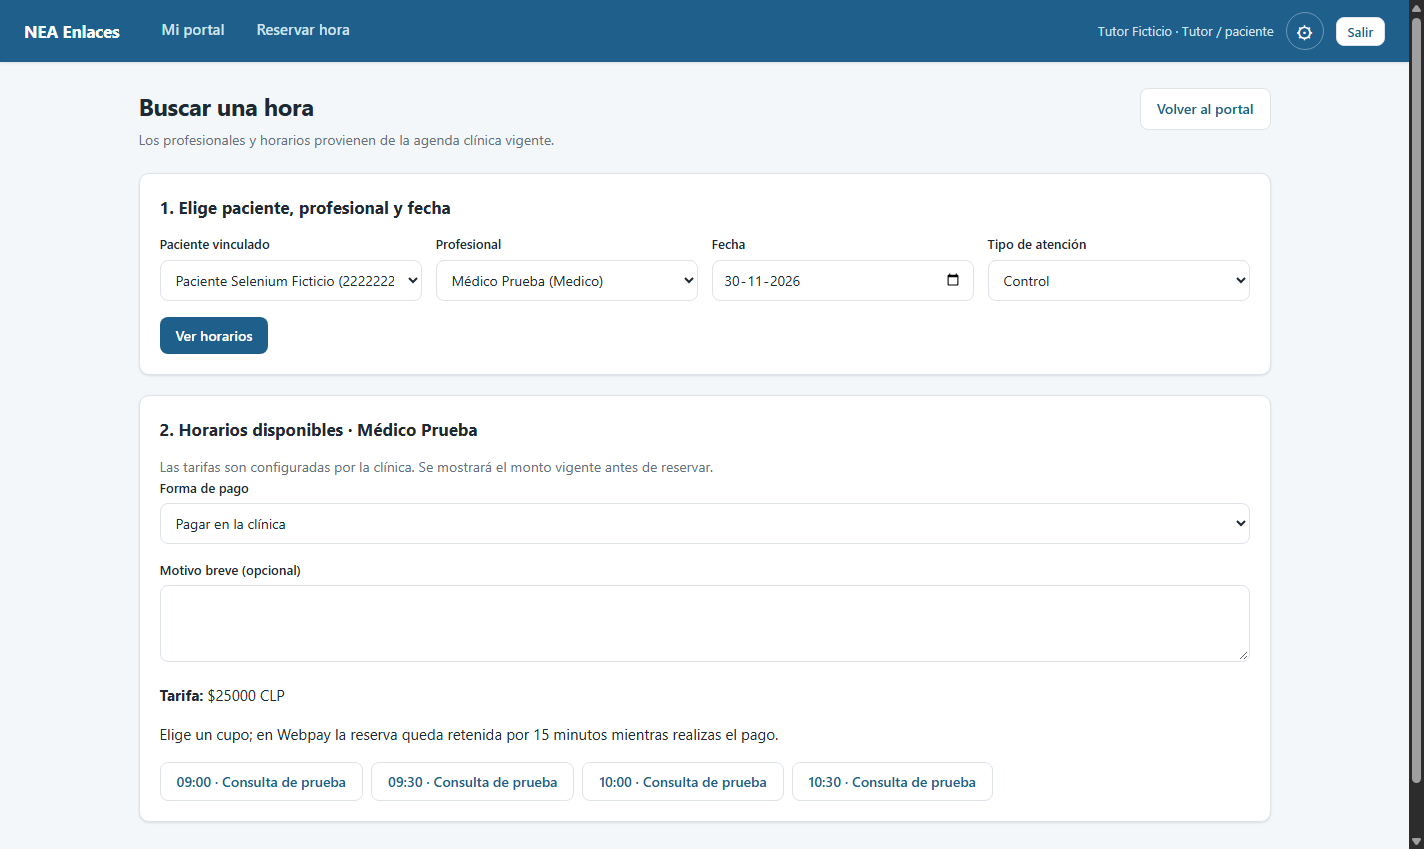 NEA Enlaces
Mi portal
Reservar hora
Tutor Ficticio · Tutor / paciente
Salir
Buscar una hora
Volver al portal
Los profesionales y horarios provienen de la agenda clínica vigente.
1. Elige paciente, profesional y fecha
Paciente vinculado
Profesional
Fecha
Tipo de atención
Paciente Selenium Ficticio (2222222
Médico Prueba (Medico)
30-11-2026
Control
Ver horarios
2. Horarios disponibles · Médico Prueba
Las tarifas son configuradas por la clínica. Se mostrará el monto vigente antes de reservar.
Forma de pago
Pagar en la clínica
Motivo breve (opcional)
Tarifa: $25000 CLP
Elige un cupo; en Webpay la reserva queda retenida por 15 minutos mientras realizas el pago.
09:00 · Consulta de prueba
09:30 · Consulta de prueba
10:00 · Consulta de prueba
10:30 · Consulta de prueba